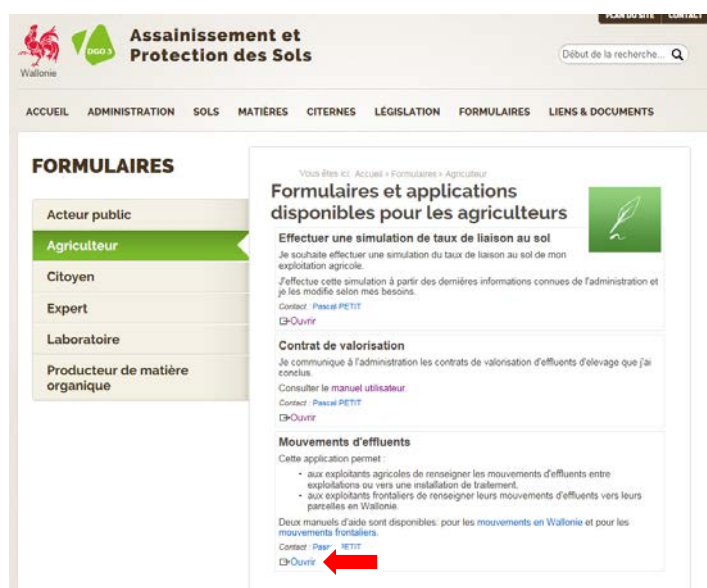 PLAN DU SITE CONTACT
Wallonie
DGO 3
Assainissement et
Protection des Sols
Début de la recherche...
ACCUEIL ADMINISTRATION SOLS MATIÈRES CITERNES LÉGISLATION FORMULAIRES LIENS & DOCUMENTS
FORMULAIRES
Acteur public
Agriculteur
Citoyen
Expert
Laboratoire
Producteur de matière
organique
Vous êtes ici: Accueil › Formulaires › Agriculteur
Formulaires et applications
disponibles pour les agriculteurs
Effectuer une simulation de taux de liaison au sol
Je souhaite effectuer une simulation du taux de liaison au sol de mon
exploitation agricole.
J'effectue cette simulation à partir des dernières informations connues de l'administration et
je les modifie selon mes besoins.
Contact : Pascal PETIT
Ouvrir
Contrat de valorisation
Je communique à l'administration les contrats de valorisation d'effluents d'elevage que j'ai
conclus.
Consulter le manuel utilisateur
Contact : Pascal PETIT
Ouvrir
Mouvements d'effluents
Cette application permet :
• aux exploitants agricoles de renseigner les mouvements d'effluents entre
exploitations ou vers une installation de traitement.
• aux exploitants frontaliers de renseigner leurs mouvements d'effluents vers leurs
parcelles en Wallonie.
Deux manuels d'aide sont disponibles: pour les mouvements en Wallonie et pour les
mouvements frontaliers.
Contact : PETIT
Ouvrir